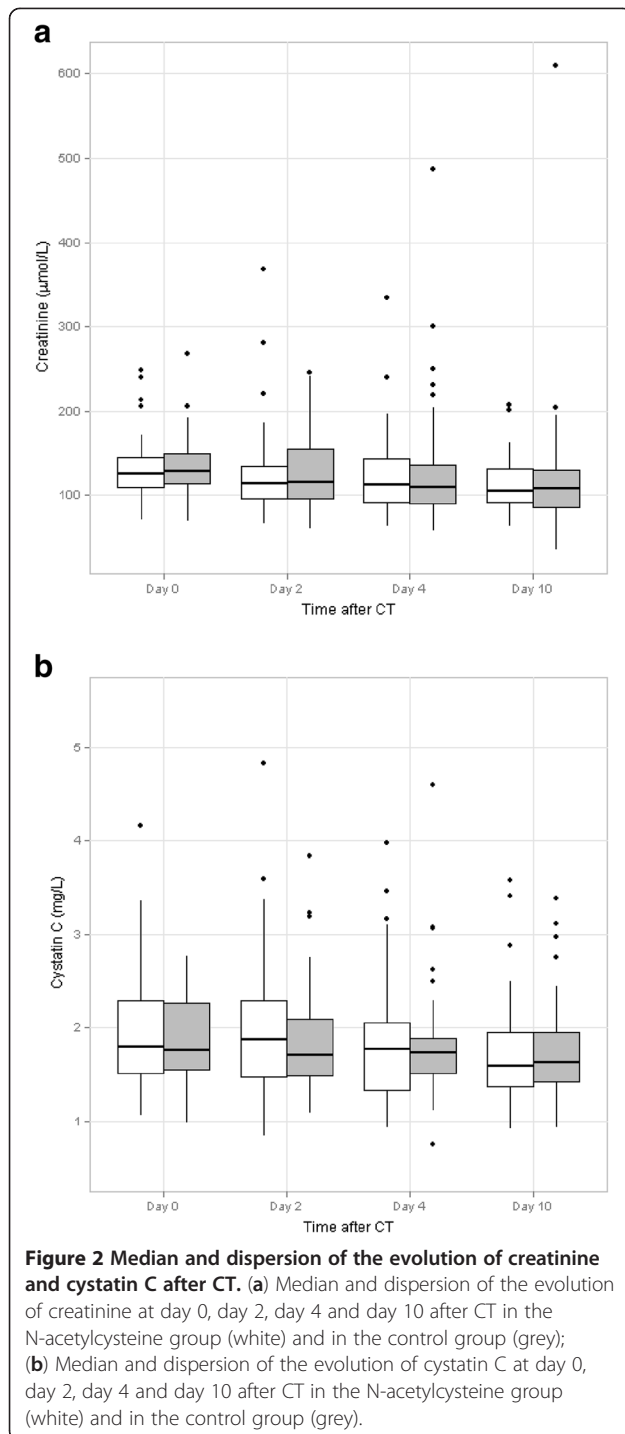 a
600
500
400
300
200
100
Creatinine (µmol/L)
Day 0 Day 2 Day 4 Day 10
Time after CT
b
5
4
3
2
1
Cystatin C (mg/L)
Day 0 Day 2 Day 4 Day 10
Time after CT
Figure 2 Median and dispersion of the evolution of creatinine
and cystatin C after CT. (a) Median and dispersion of the evolution
of creatinine at day 0, day 2, day 4 and day 10 after CT in the
N-acetylcysteine group (white) and in the control group (grey);
(b) Median and dispersion of the evolution of cystatin C at day 0,
day 2, day 4 and day 10 after CT in the N-acetylcysteine group
(white) and in the control group (grey).